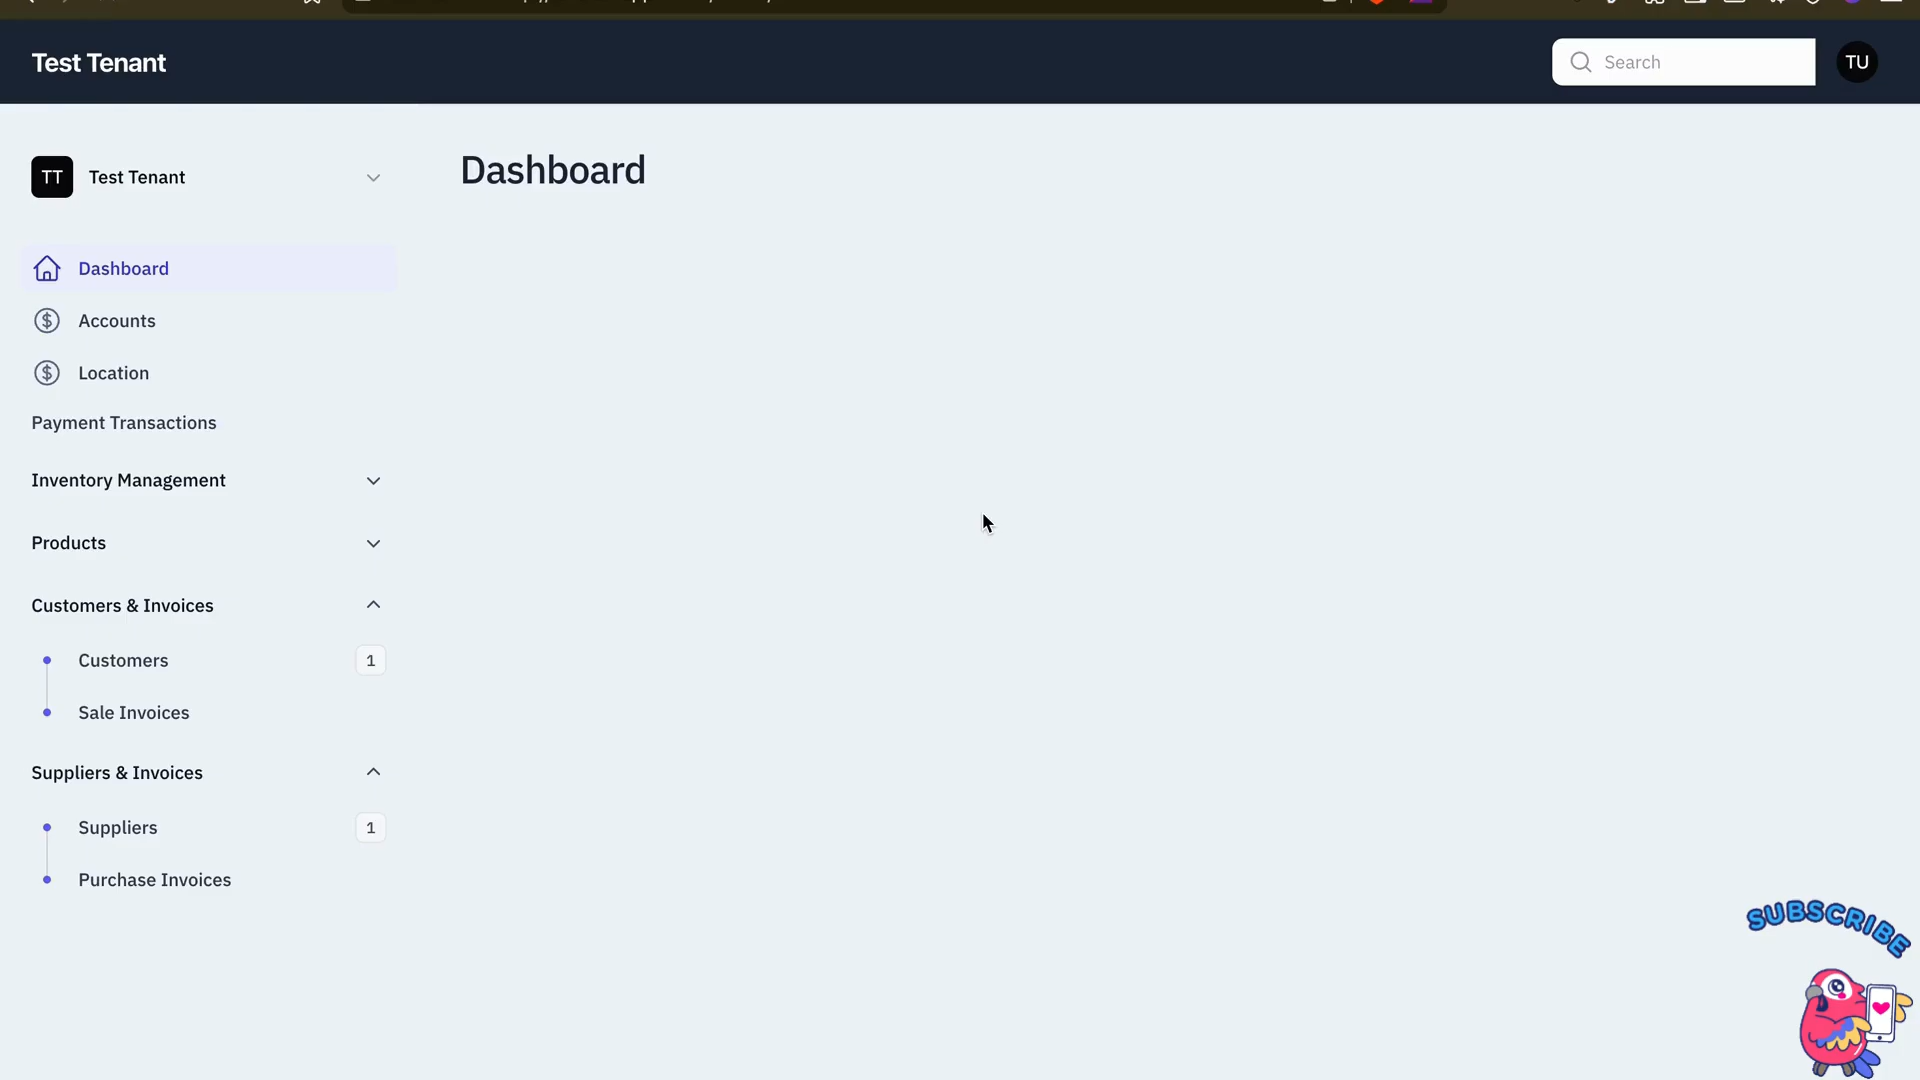 Test Tenant
Search
TU
TT
Test Tenant
Dashboard
Dashboard
Accounts
Location
Payment Transactions
Inventory Management
Products
Customers & Invoices
Customers
1
Sale Invoices
Suppliers & Invoices
Suppliers
1
Purchase Invoices
SUBSCRIBE